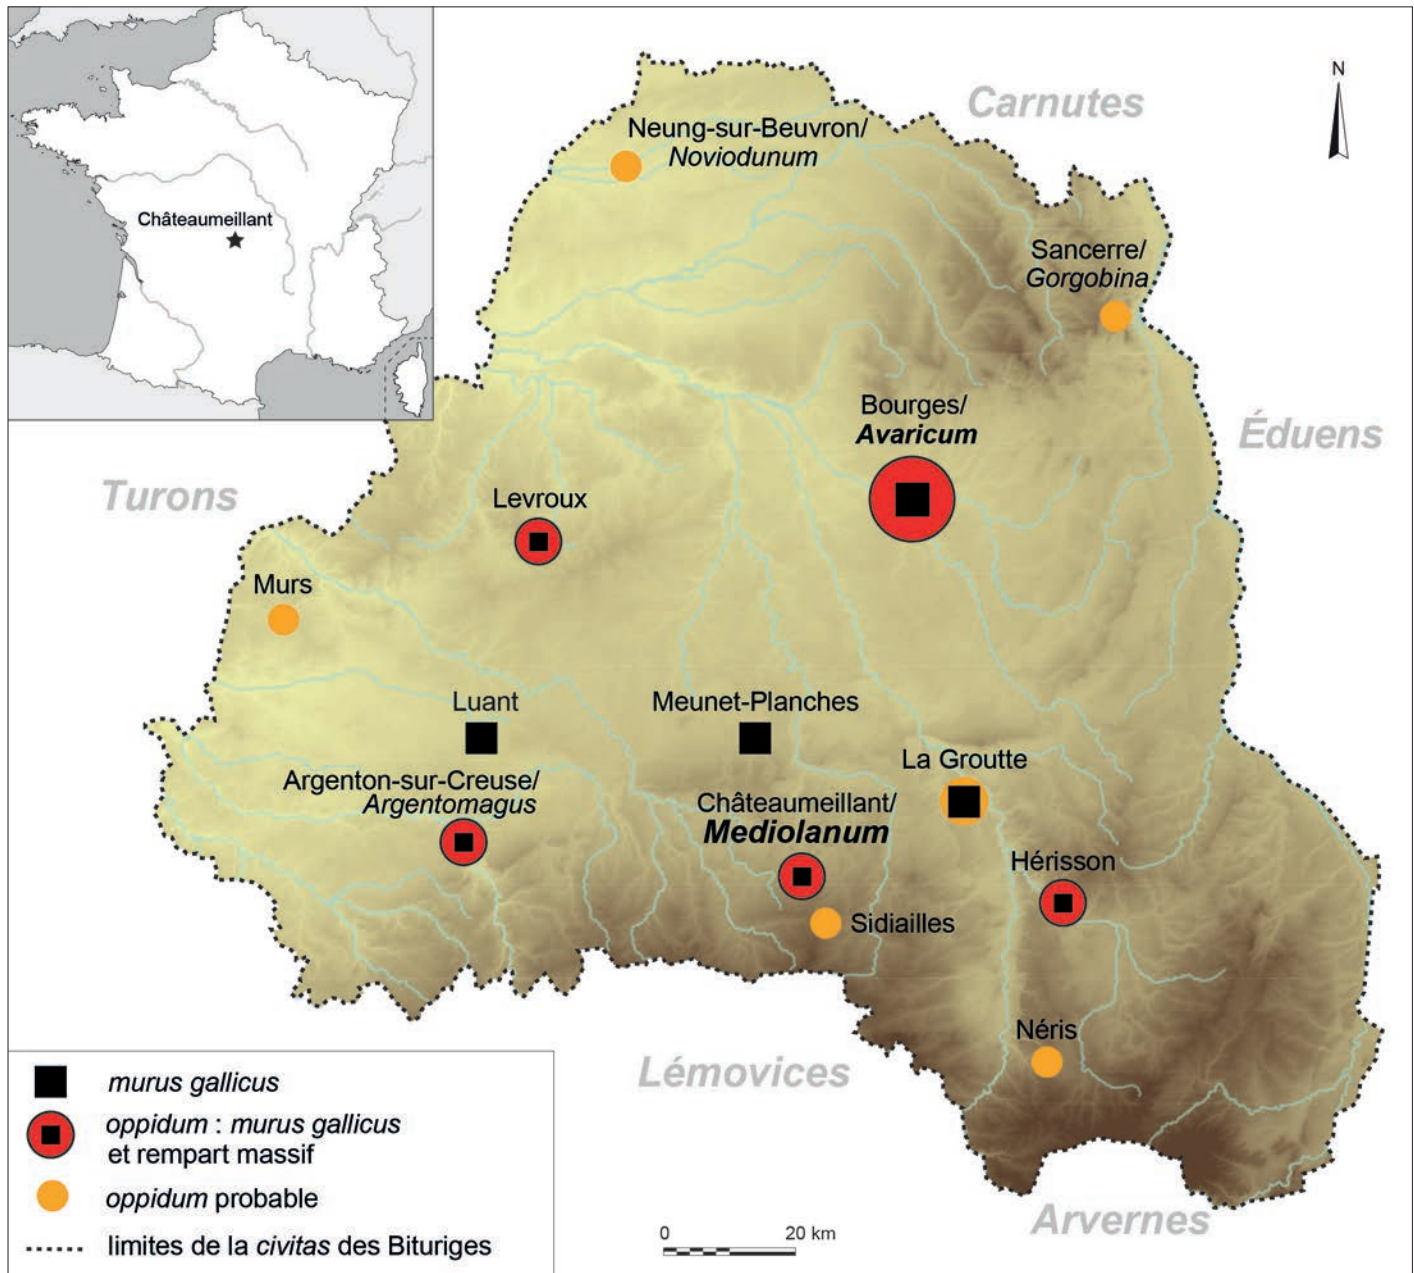 Châteaumeillant
N
Carnutes
Neung-sur-Beuvron/
Noviodunum
Sancerre/
Gorgobina
Bourges/
Avaricum
Éduens
Turons
Levroux
Murs
Luant
Meunet-Planches
La Groutte
Argenton-sur-Creuse/
Argentomagus
Châteaumeillant/
Mediolanum
Hérisson
Sidiailles
Néris
Lémovices
Arvernes
murus gallicus
oppidum : murus gallicus
et rempart massif
oppidum probable
limites de la civitas des Bituriges
0 20 km